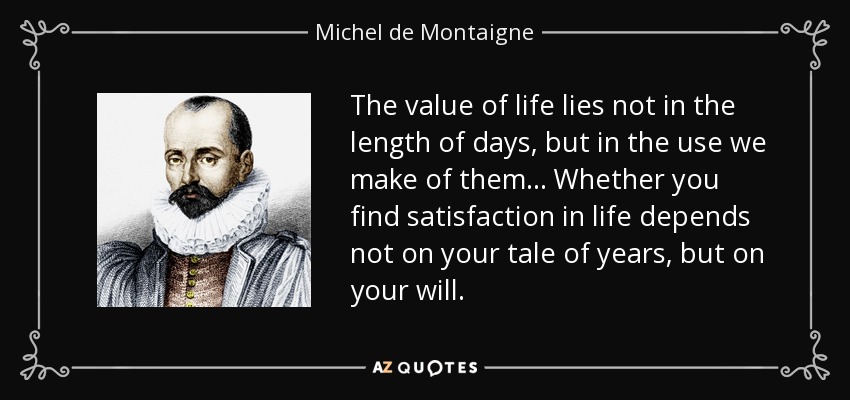 Michel de Montaigne
The value of life lies not in the
length of days, but in the use we
make of them... Whether you
find satisfaction in life depends
not on your tale of years, but on
your will.
AZ QUOTES